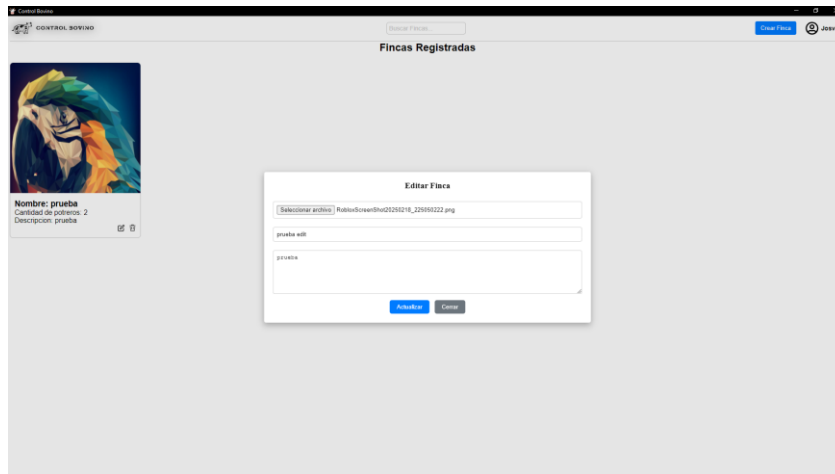 Control Bovino
CONTROL BOVINO
Buscar Fincas...
Crear Finca
Fincas Registradas
Nombre: prueba
Cantidad de potreros: 2
Descripcion: prueba
Editar Finca
Seleccionar archivo RobloxScreenShot20250218_225050222.png
prueba edit
prueba
Actualizar
Cerrar